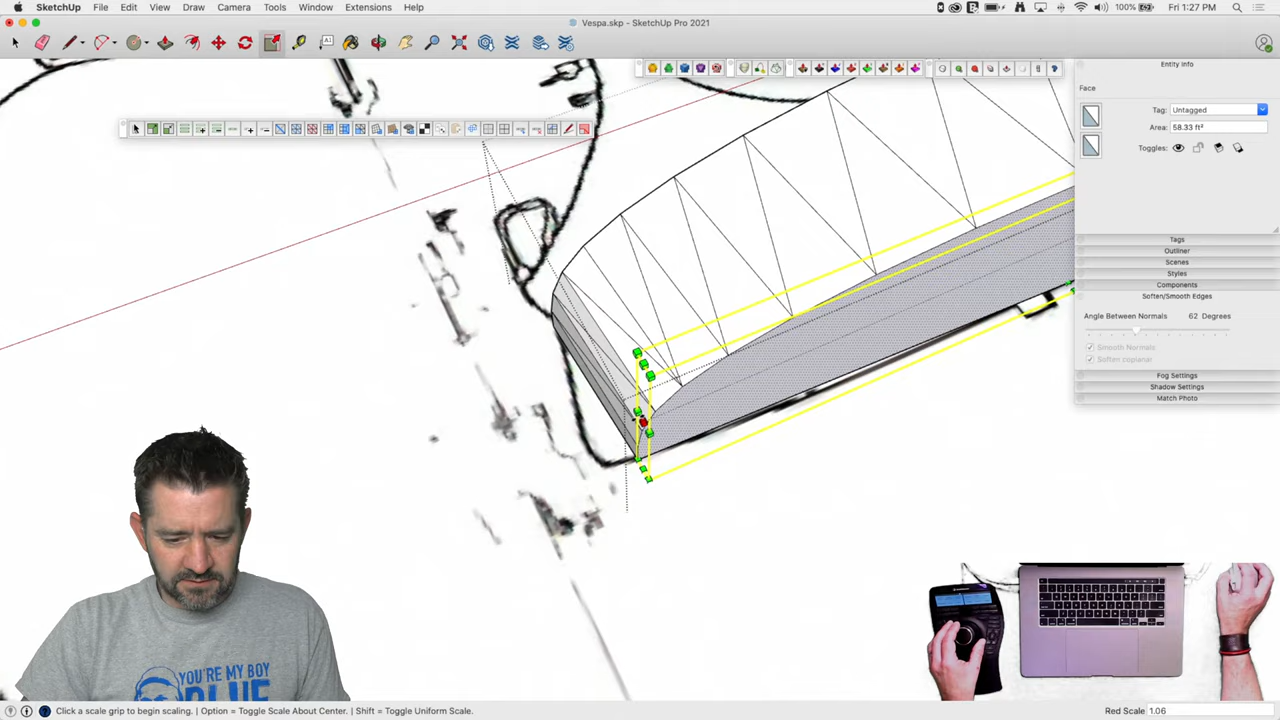 SketchUp File Edit View Draw Camera Tools Window Extensions Help
100% Fri 1:27 PM
Vespa.skp - SketchUp Pro 2021
Entity Info
Face
Tag: Untagged
Area: 58.33 ft²
Toggles:
Tags
Outliner
Scenes
Styles
Components
Soften/Smooth Edges
Angle Between Normals 62 Degrees
Smooth Normals
Soften coplanar
Fog Settings
Shadow Settings
Match Photo
YOU'RE MY BOY
BLUE
Click a scale grip to begin scaling. | Option = Toggle Scale About Center. | Shift = Toggle Uniform Scale.
Red Scale 1.06